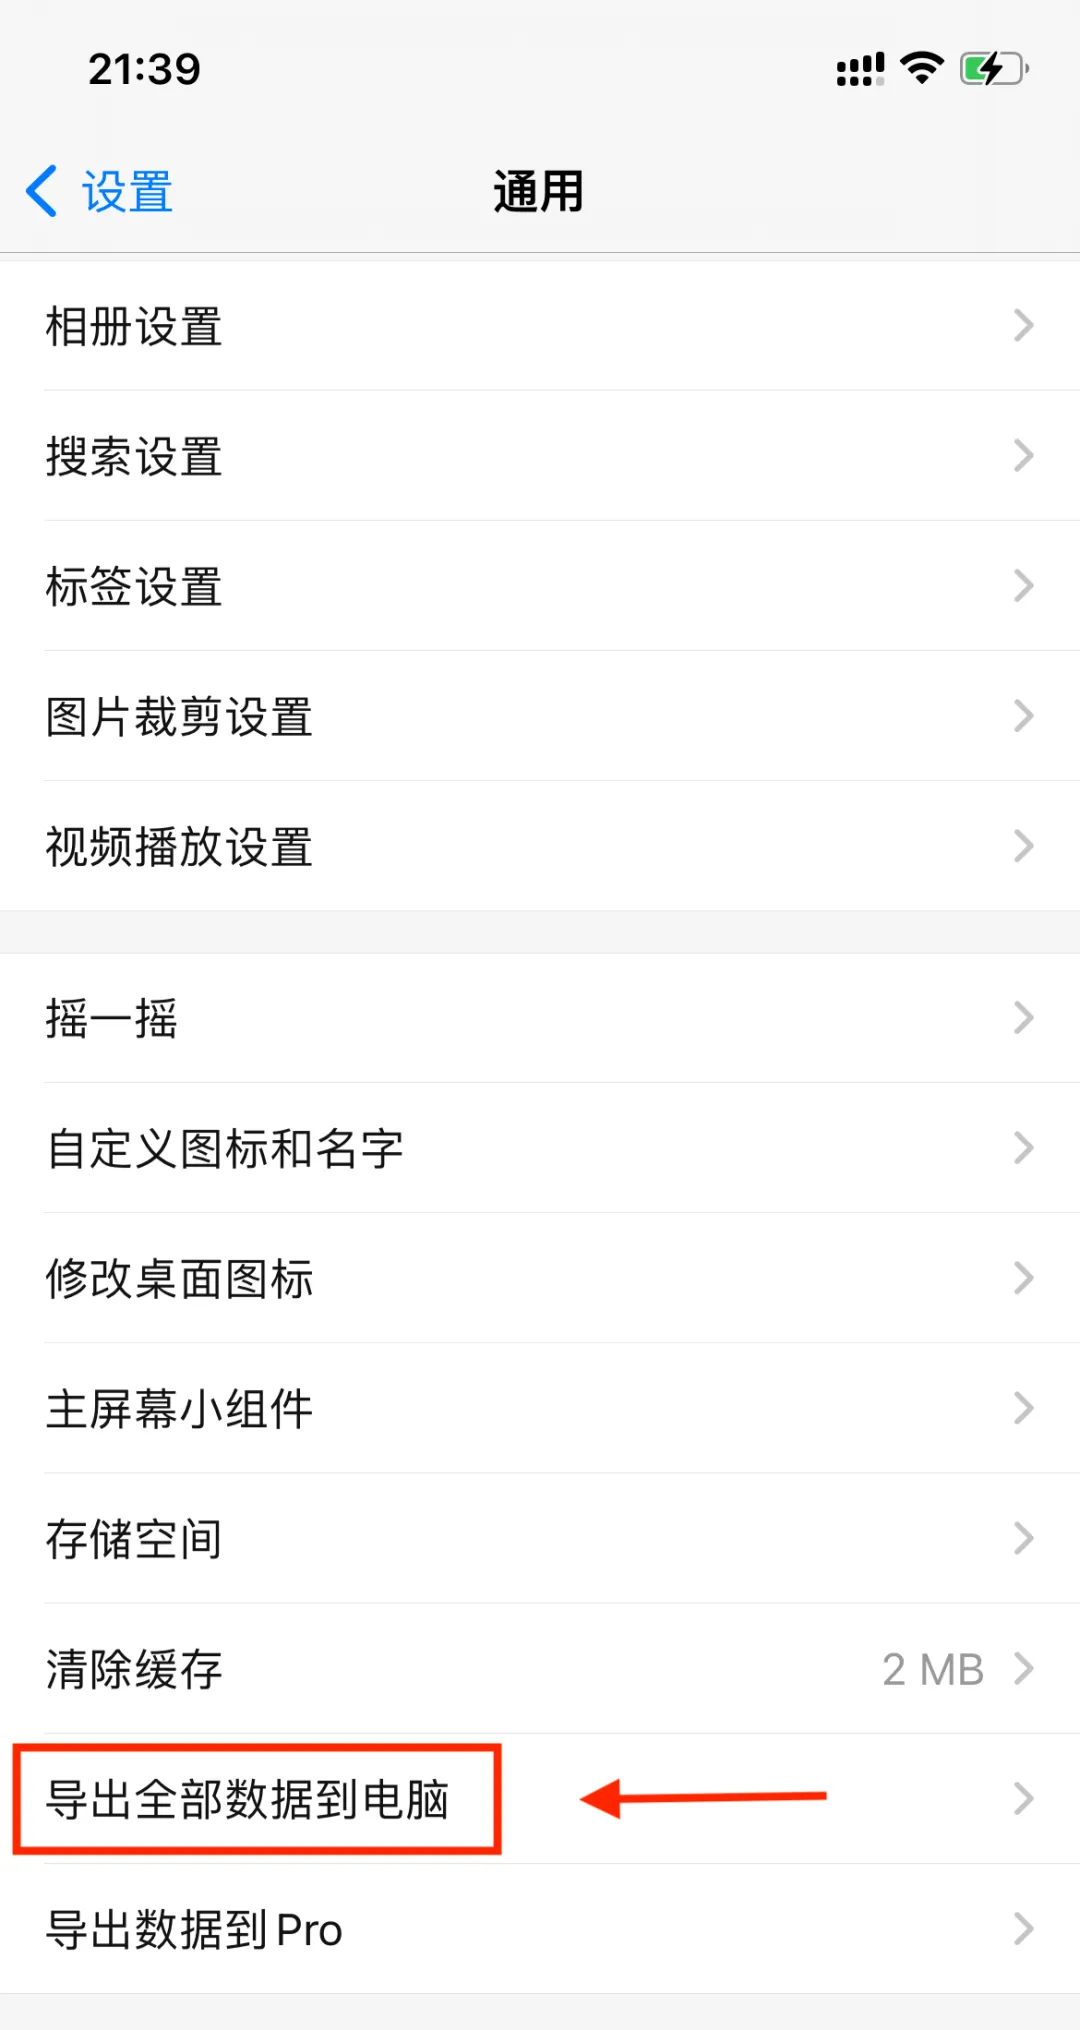 21:39
设置
通用
相册设置
搜索设置
标签设置
图片裁剪设置
视频播放设置
摇一摇
自定义图标和名字
修改桌面图标
主屏幕小组件
存储空间
清除缓存 2 MB
导出全部数据到电脑
导出数据到Pro